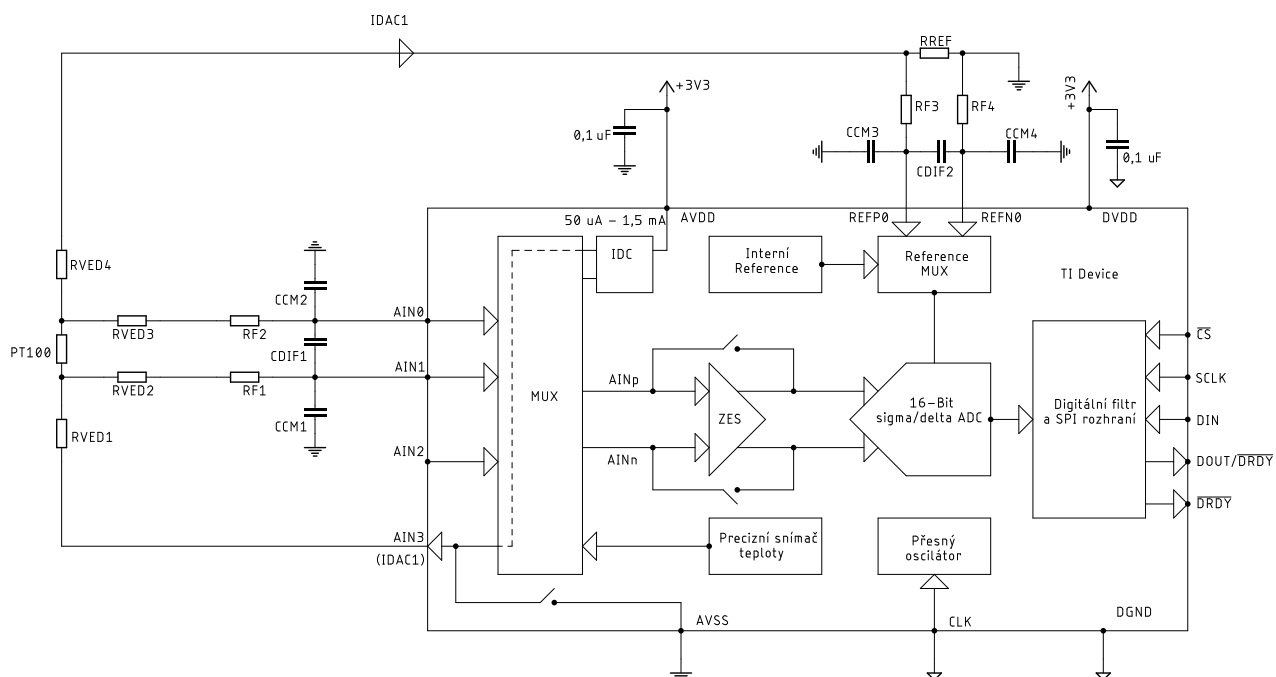 IDAC1
RREF
+3V3
+3V3
RF3
RF4
0,1 uF
CCM3
CCM4
CDIF2
0,1 uF
50 uA – 1,5 mA
AVDD
REFP0
REFN0
DVDD
IDC
Interní
Reference
Reference
MUX
TI Device
RVED4
CCM2
AIN0
RVED3
RF2
CDIF1
PT100
AIN1
RVED2
RF1
CCM1
RVED1
MUX
AINp
ZES
AINn
16–Bit
sigma/delta ADC
Digitální filtr
a SPI rozhraní
CS
SCLK
DIN
DOUT/DRDY
DRDY
AIN2
AIN3
(IDAC1)
Precizní snímač
teploty
Přesný
oscilátor
AVSS
CLK
DGND